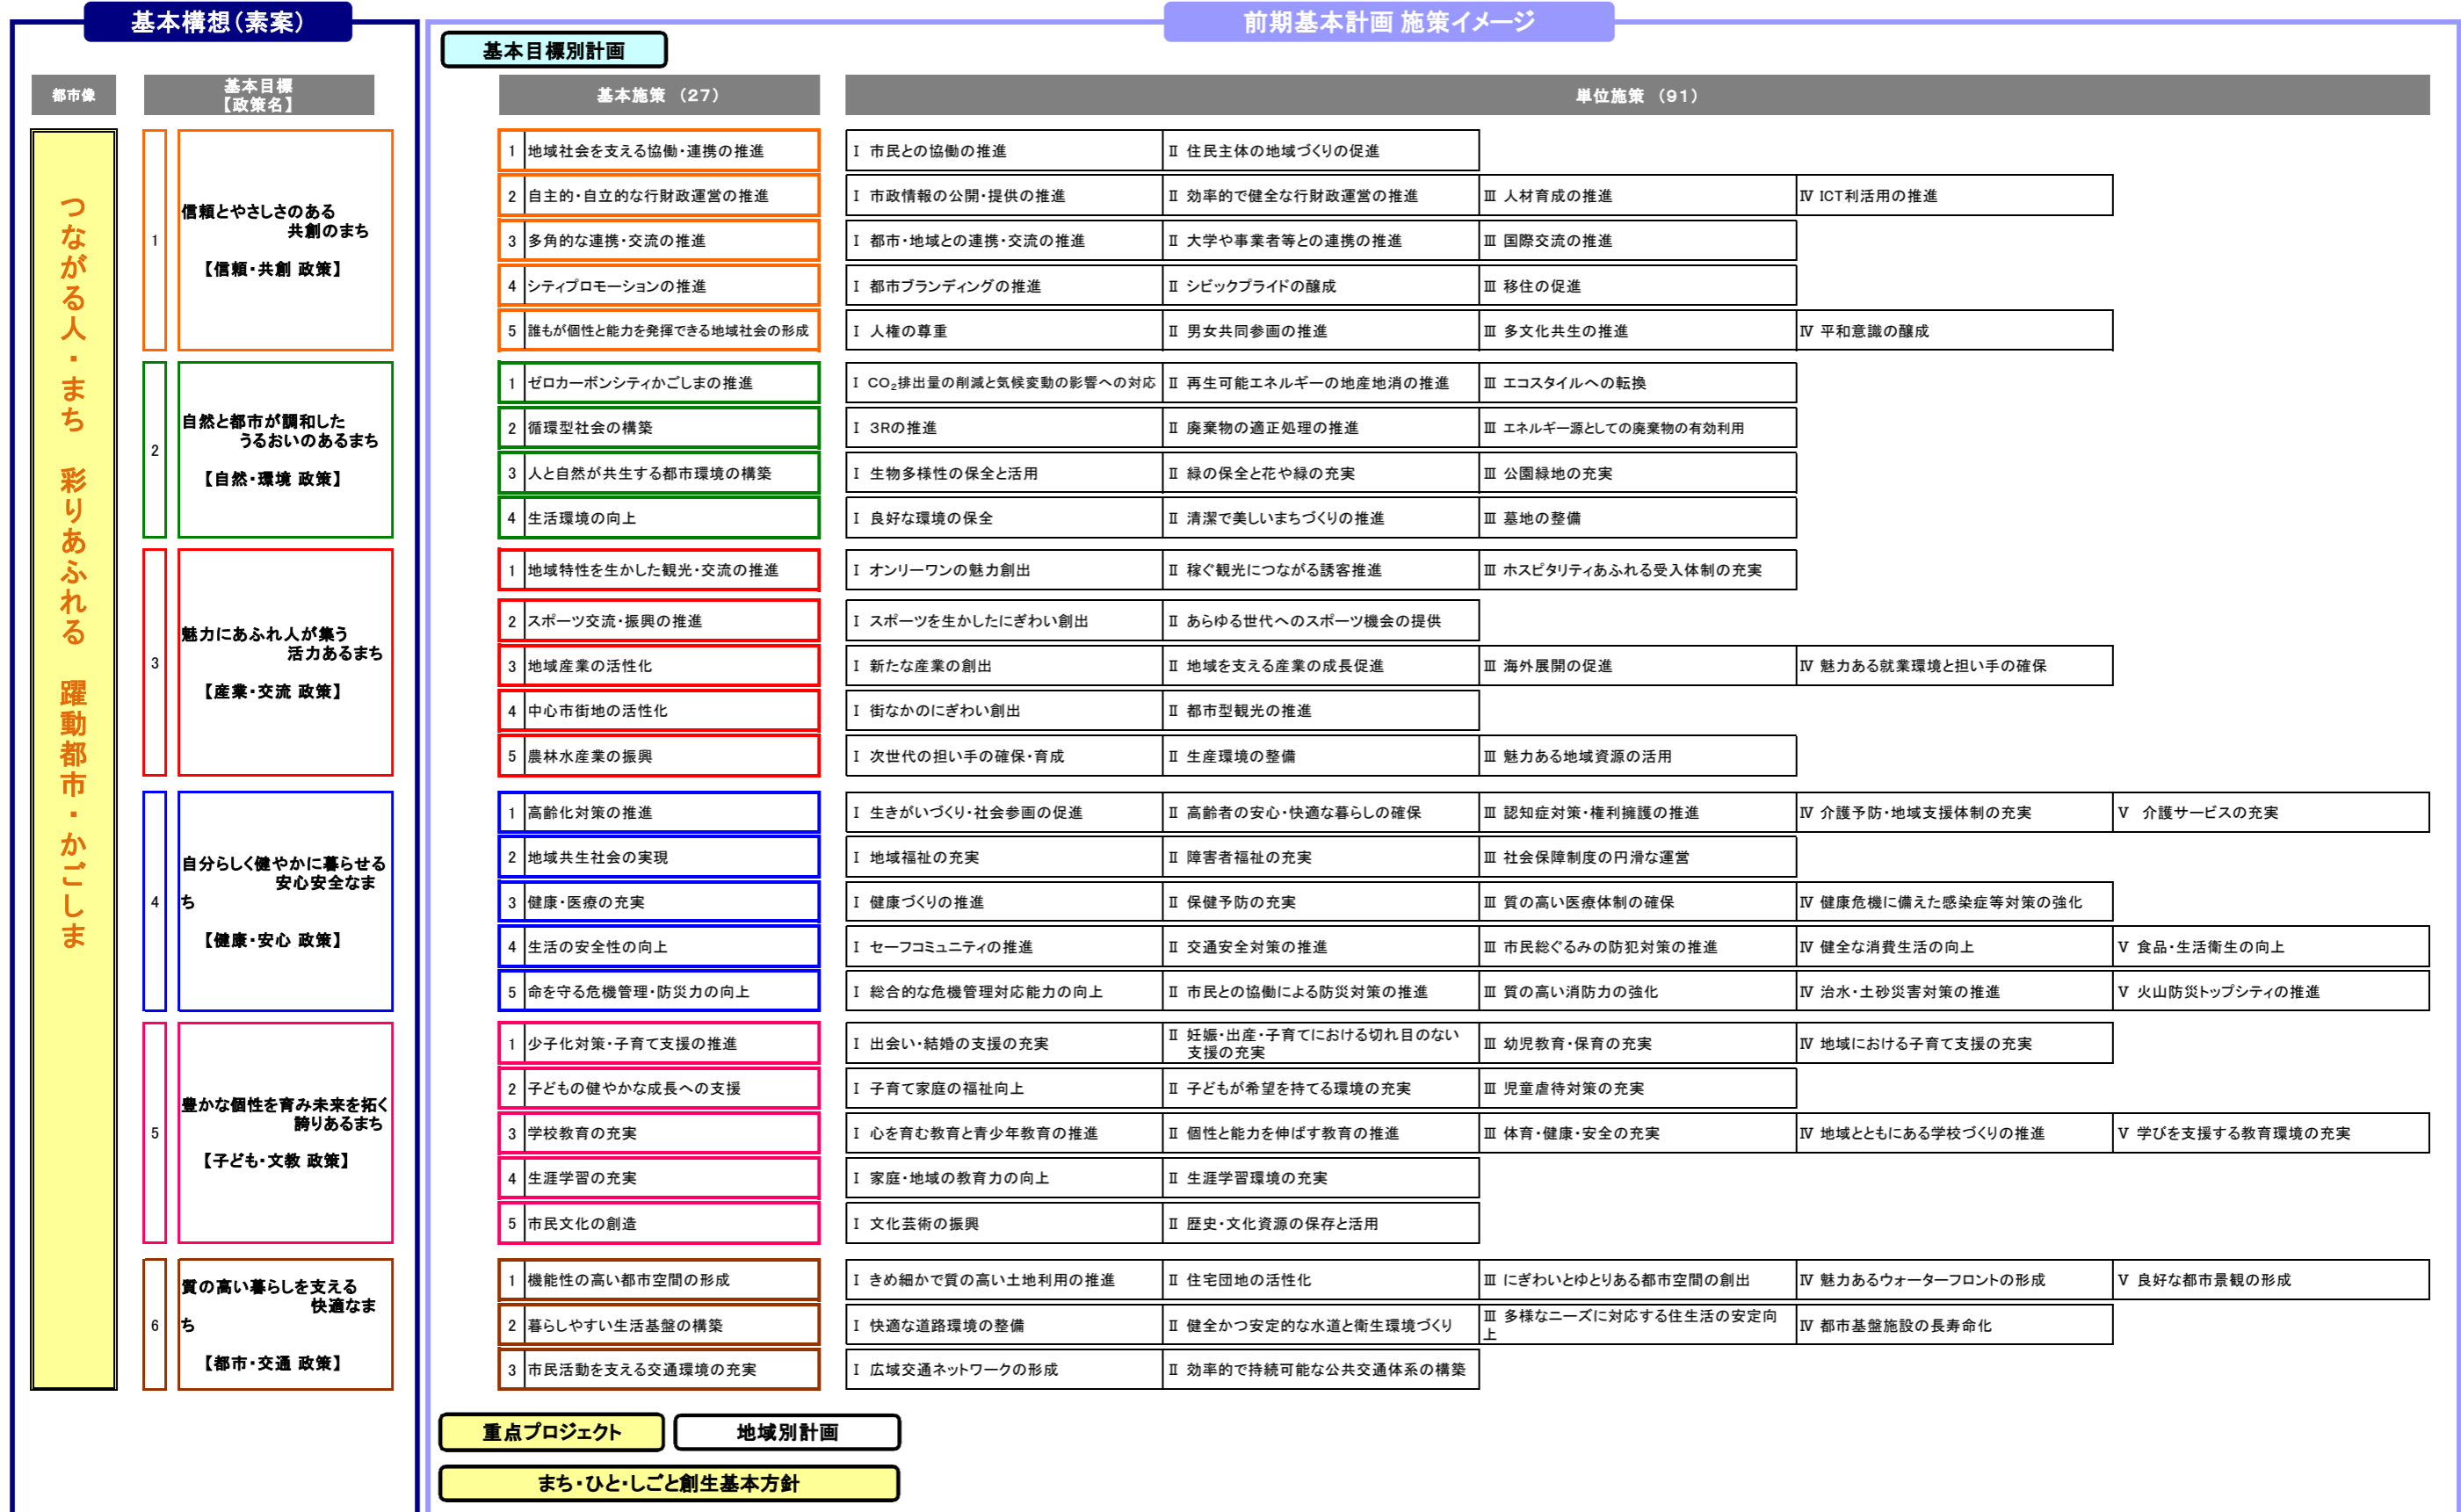 基本構想（素案）
前期基本計画 施策イメージ
基本目標別計画
都市像
基本目標
【政策名】
基本施策 （27）
単位施策 （91）
つながる人・まち 彩りあふれる 躍動都市・かごしま
1
信頼とやさしさのある
共創のまち
【信頼・共創 政策】
1 地域社会を支える協働・連携の推進
Ⅰ 市民との協働の推進
Ⅱ 住民主体の地域づくりの促進
2 自主的・自立的な行財政運営の推進
Ⅰ 市政情報の公開・提供の推進
Ⅱ 効率的で健全な行財政運営の推進
Ⅲ 人材育成の推進
Ⅳ ICT利活用の推進
3 多角的な連携・交流の推進
Ⅰ 都市・地域との連携・交流の推進
Ⅱ 大学や事業者等との連携の推進
Ⅲ 国際交流の推進
4 シティプロモーションの推進
Ⅰ 都市ブランディングの推進
Ⅱ シビックプライドの醸成
Ⅲ 移住の促進
5 誰もが個性と能力を発揮できる地域社会の形成
Ⅰ 人権の尊重
Ⅱ 男女共同参画の推進
Ⅲ 多文化共生の推進
Ⅳ 平和意識の醸成
2
自然と都市が調和した
うるおいのあるまち
【自然・環境 政策】
1 ゼロカーボンシティかごしまの推進
Ⅰ CO₂排出量の削減と気候変動の影響への対応
Ⅱ 再生可能エネルギーの地産地消の推進
Ⅲ エコスタイルへの転換
2 循環型社会の構築
Ⅰ 3Rの推進
Ⅱ 廃棄物の適正処理の推進
Ⅲ エネルギー源としての廃棄物の有効利用
3 人と自然が共生する都市環境の構築
Ⅰ 生物多様性の保全と活用
Ⅱ 緑の保全と花や緑の充実
Ⅲ 公園緑地の充実
4 生活環境の向上
Ⅰ 良好な環境の保全
Ⅱ 清潔で美しいまちづくりの推進
Ⅲ 墓地の整備
3
魅力にあふれ人が集う
活力あるまち
【産業・交流 政策】
1 地域特性を生かした観光・交流の推進
Ⅰ オンリーワンの魅力創出
Ⅱ 稼ぐ観光につながる誘客推進
Ⅲ ホスピタリティあふれる受入体制の充実
2 スポーツ交流・振興の推進
Ⅰ スポーツを生かしたにぎわい創出
Ⅱ あらゆる世代へのスポーツ機会の提供
3 地域産業の活性化
Ⅰ 新たな産業の創出
Ⅱ 地域を支える産業の成長促進
Ⅲ 海外展開の促進
Ⅳ 魅力ある就業環境と担い手の確保
4 中心市街地の活性化
Ⅰ 街なかのにぎわい創出
Ⅱ 都市型観光の推進
5 農林水産業の振興
Ⅰ 次世代の担い手の確保・育成
Ⅱ 生産環境の整備
Ⅲ 魅力ある地域資源の活用
4
自分らしく健やかに暮らせる
安心安全なま
ち
【健康・安心 政策】
1 高齢化対策の推進
Ⅰ 生きがいづくり・社会参画の促進
Ⅱ 高齢者の安心・快適な暮らしの確保
Ⅲ 認知症対策・権利擁護の推進
Ⅳ 介護予防・地域支援体制の充実
Ⅴ 介護サービスの充実
2 地域共生社会の実現
Ⅰ 地域福祉の充実
Ⅱ 障害者福祉の充実
Ⅲ 社会保障制度の円滑な運営
3 健康・医療の充実
Ⅰ 健康づくりの推進
Ⅱ 保健予防の充実
Ⅲ 質の高い医療体制の確保
Ⅳ 健康危機に備えた感染症等対策の強化
4 生活の安全性の向上
Ⅰ セーフコミュニティの推進
Ⅱ 交通安全対策の推進
Ⅲ 市民総ぐるみの防犯対策の推進
Ⅳ 健全な消費生活の向上
Ⅴ 食品・生活衛生の向上
5 命を守る危機管理・防災力の向上
Ⅰ 総合的な危機管理対応能力の向上
Ⅱ 市民との協働による防災対策の推進
Ⅲ 質の高い消防力の強化
Ⅳ 治水・土砂災害対策の推進
Ⅴ 火山防災トップシティの推進
5
豊かな個性を育み未来を拓く
誇りあるまち
【子ども・文教 政策】
1 少子化対策・子育て支援の推進
Ⅰ 出会い・結婚の支援の充実
Ⅱ 妊娠・出産・子育てにおける切れ目のない
支援の充実
Ⅲ 幼児教育・保育の充実
Ⅳ 地域における子育て支援の充実
2 子どもの健やかな成長への支援
Ⅰ 子育て家庭の福祉向上
Ⅱ 子どもが希望を持てる環境の充実
Ⅲ 児童虐待対策の充実
3 学校教育の充実
Ⅰ 心を育む教育と青少年教育の推進
Ⅱ 個性と能力を伸ばす教育の推進
Ⅲ 体育・健康・安全の充実
Ⅳ 地域とともにある学校づくりの推進
Ⅴ 学びを支援する教育環境の充実
4 生涯学習の充実
Ⅰ 家庭・地域の教育力の向上
Ⅱ 生涯学習環境の充実
5 市民文化の創造
Ⅰ 文化芸術の振興
Ⅱ 歴史・文化資源の保存と活用
6
質の高い暮らしを支える
快適なま
ち
【都市・交通 政策】
1 機能性の高い都市空間の形成
Ⅰ きめ細かで質の高い土地利用の推進
Ⅱ 住宅団地の活性化
Ⅲ にぎわいとゆとりある都市空間の創出
Ⅳ 魅力あるウォーターフロントの形成
Ⅴ 良好な都市景観の形成
2 暮らしやすい生活基盤の構築
Ⅰ 快適な道路環境の整備
Ⅱ 健全かつ安定的な水道と衛生環境づくり
Ⅲ 多様なニーズに対応する住生活の安定向
上
Ⅳ 都市基盤施設の長寿命化
3 市民活動を支える交通環境の充実
Ⅰ 広域交通ネットワークの形成
Ⅱ 効率的で持続可能な公共交通体系の構築
重点プロジェクト
地域別計画
まち・ひと・しごと創生基本方針